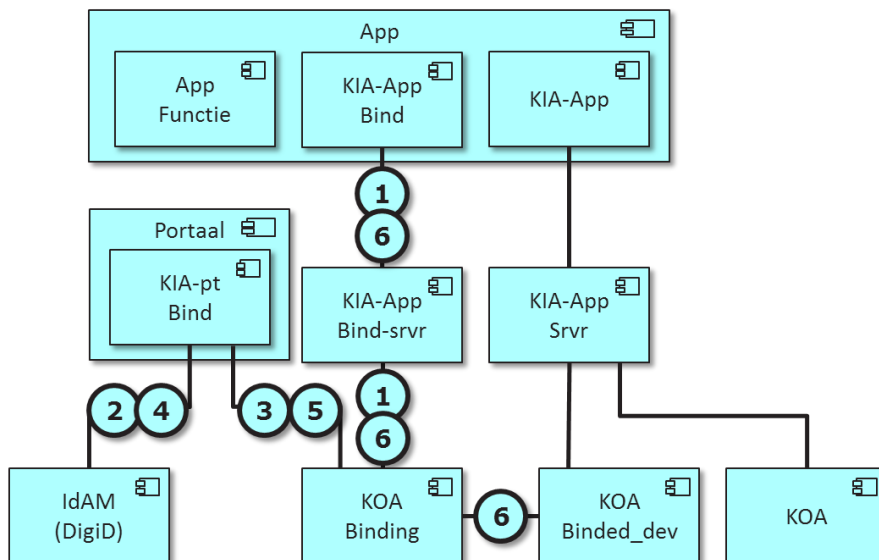 App
App
Functie
KIA-App
Bind
KIA-App
1
6
Portaal
KIA-pt
Bind
KIA-App
Bind-srvr
KIA-App
Srvr
2
4
3
5
1
6
IdAM
(DigiD)
KOA
Binding
6
KOA
Binded_dev
KOA